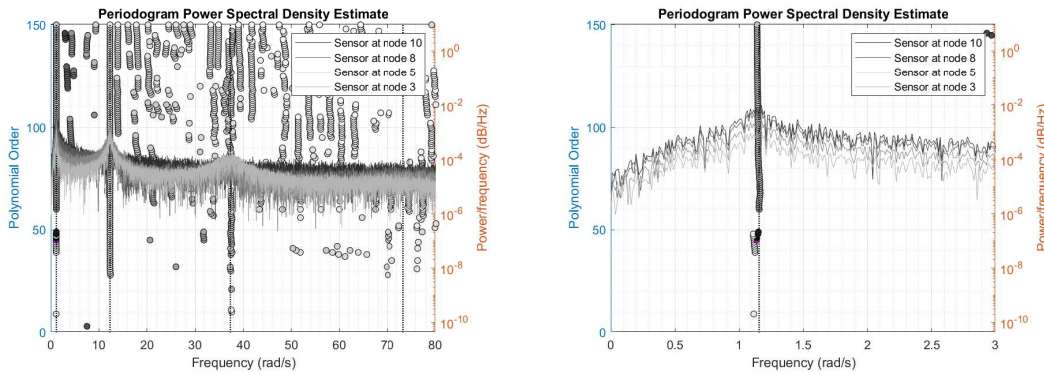 Periodogram Power Spectral Density Estimate
150
100
50
0
Polynomial Order
Sensor at node 10
Sensor at node 8
Sensor at node 5
Sensor at node 3
10^0
10^-2
10^-4
10^-6
10^-8
10^-10
Power/frequency (dB/Hz)
0 10 20 30 40 50 60 70 80
Frequency (rad/s)
Periodogram Power Spectral Density Estimate
150
100
50
0
Polynomial Order
Sensor at node 10
Sensor at node 8
Sensor at node 5
Sensor at node 3
10^0
10^-2
10^-4
10^-6
10^-8
10^-10
Power/frequency (dB/Hz)
0 0.5 1 1.5 2 2.5 3
Frequency (rad/s)